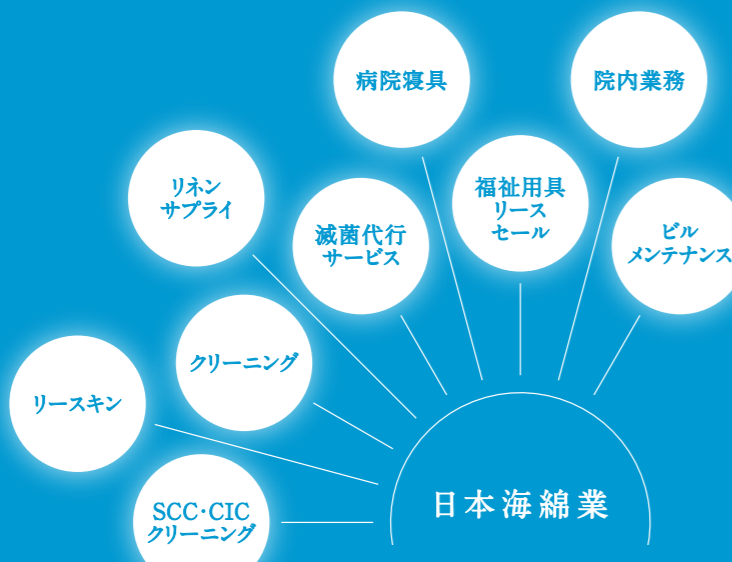 病院寝具
院内業務
リネン
サプライ
滅菌代行
サービス
福祉用具
リース
セール
ビル
メンテナンス
クリーニング
リースキン
SCC・CIC
クリーニング
日本海綿業